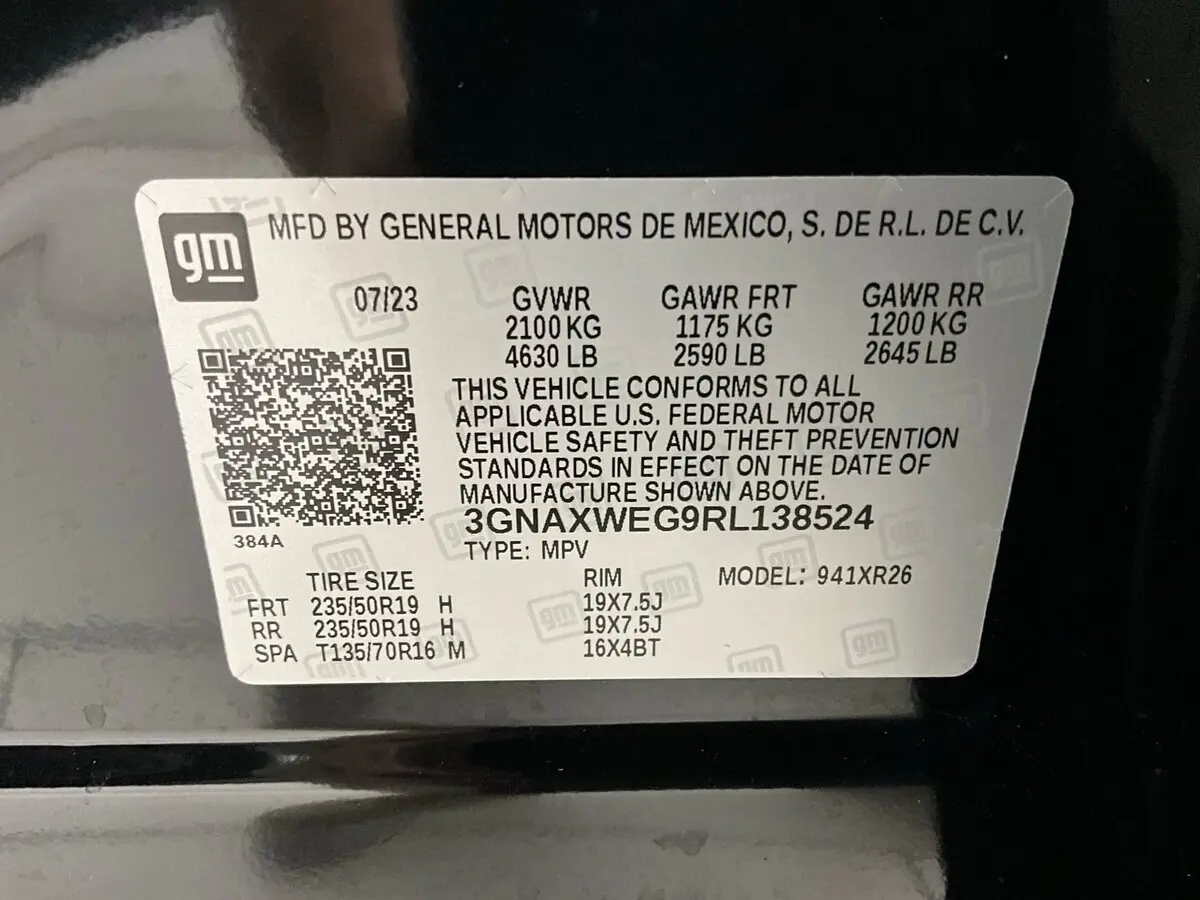 gm MFD BY GENERAL MOTORS DE MEXICO, S. DE R.L. DE C.V.
07/23 GVWR GAWR FRT GAWR RR
2100 KG 1175 KG 1200 KG
4630 LB 2590 LB 2645 LB
THIS VEHICLE CONFORMS TO ALL
APPLICABLE U.S. FEDERAL MOTOR
VEHICLE SAFETY AND THEFT PREVENTION
STANDARDS IN EFFECT ON THE DATE OF
MANUFACTURE SHOWN ABOVE.
3GNAXWEG9RL138524
384A
TYPE: MPV
TIRE SIZE RIM MODEL: 941XR26
FRT 235/50R19 H 19X7.5J
RR 235/50R19 H 19X7.5J
SPA T135/70R16 M 16X4BT